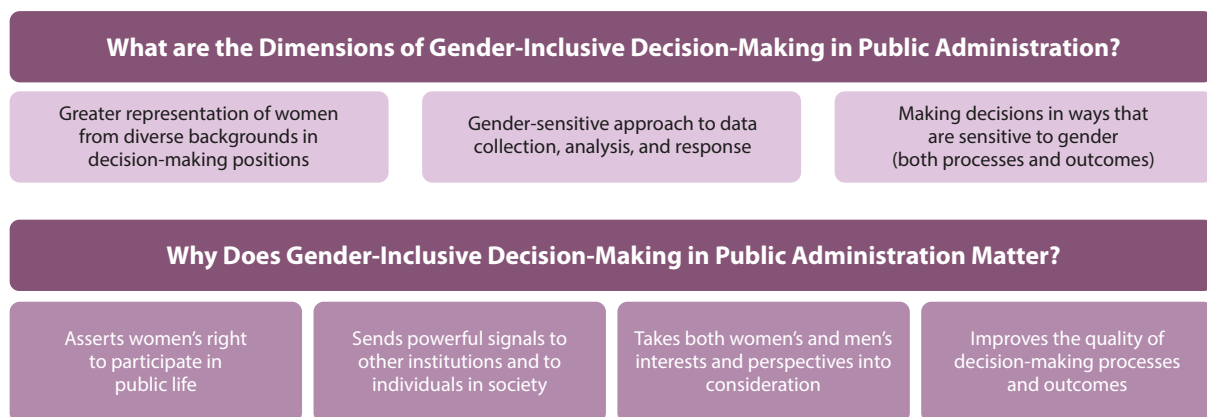 What are the Dimensions of Gender-Inclusive Decision-Making in Public Administration?
Greater representation of women
from diverse backgrounds in
decision-making positions
Gender-sensitive approach to data
collection, analysis, and response
Making decisions in ways that
are sensitive to gender
(both processes and outcomes)
Why Does Gender-Inclusive Decision-Making in Public Administration Matter?
Asserts women’s right
to participate in
public life
Sends powerful signals to
other institutions and to
individuals in society
Takes both women’s and men’s
interests and perspectives into
consideration
Improves the quality of
decision-making processes
and outcomes